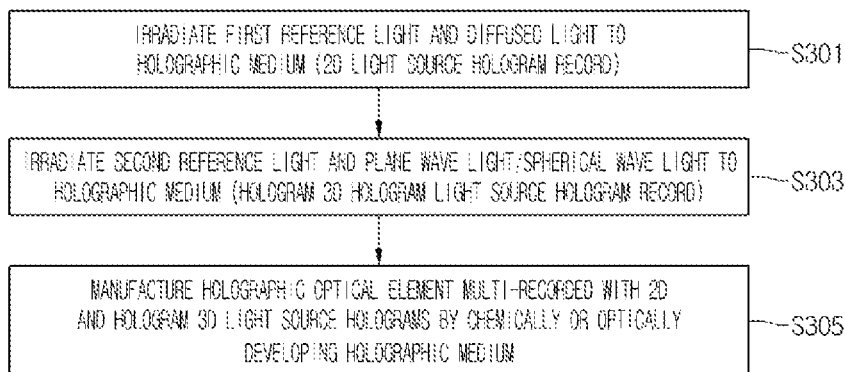 IRRADIATE FIRST REFERENCE LIGHT AND DIFFUSED LIGHT TO
HOLOGRAPHIC MEDIUM (2D LIGHT SOURCE HOLOGRAM RECORD)
S301
IRRADIATE SECOND REFERENCE LIGHT AND PLANE WAVE LIGHT/SPHERICAL WAVE LIGHT TO
HOLOGRAPHIC MEDIUM (HOLOGRAM 3D HOLOGRAM LIGHT SOURCE HOLOGRAM RECORD)
S303
MANUFACTURE HOLOGRAPHIC OPTICAL ELEMENT MULTI-RECORDED WITH 2D
AND HOLOGRAM 3D LIGHT SOURCE HOLOGRAMS BY CHEMICALLY OR OPTICALLY
DEVELOPING HOLOGRAPHIC MEDIUM
S305